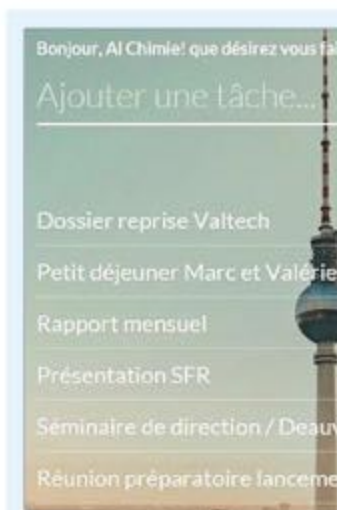 Bonjour, Al Chimie! que désirez vous
Ajouter une tâche...
Dossier reprise Valtech
Petit déjeuner Marc et Valérie
Rapport mensuel
Présentation SFR
Séminaire de direction /
Réunion préparatoire